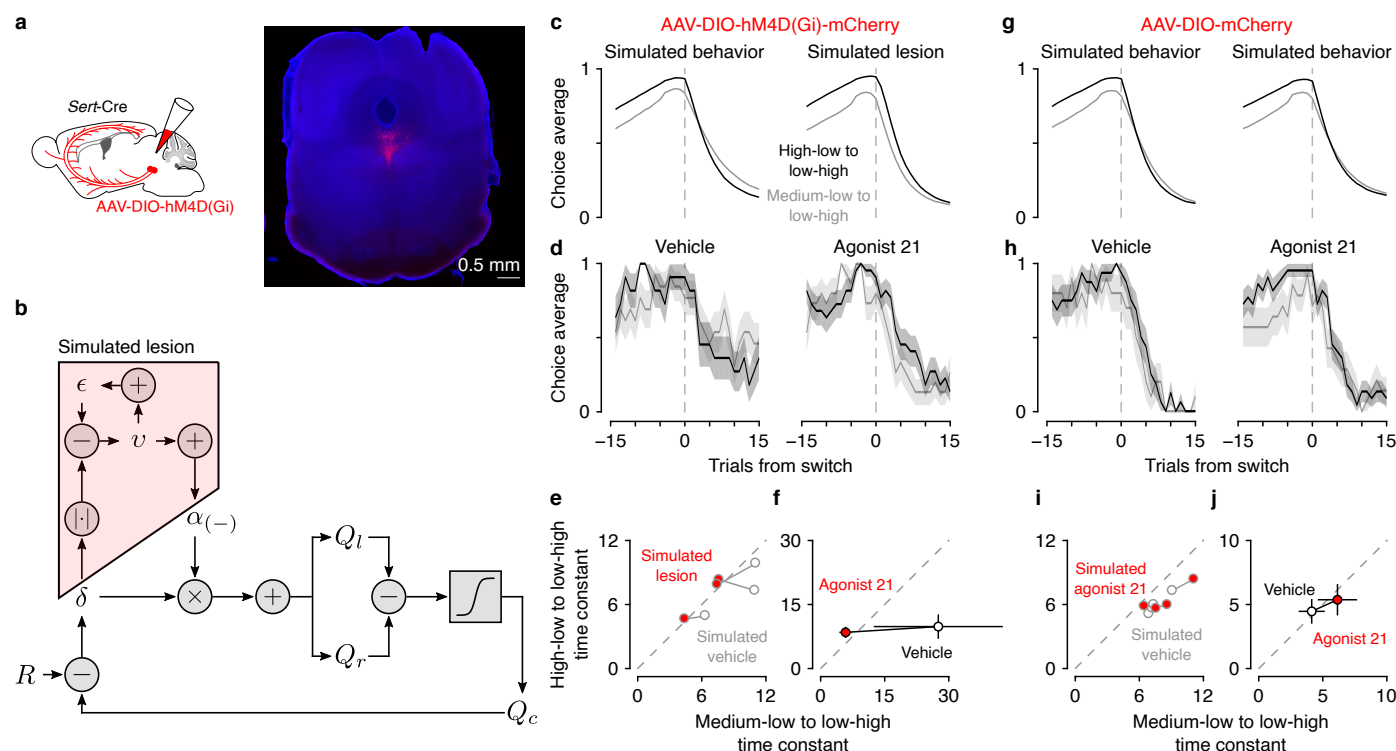 a
Sert-Cre
AAV-DIO-hM4D(Gi)
0.5 mm
b
Simulated lesion
ϵ
+
−
υ
+
|·|
α(−)
δ
×
+
Ql
−
Qr
R
−
Qc
AAV-DIO-hM4D(Gi)-mCherry
c
Simulated behavior
Simulated lesion
Choice average
1
0
High-low to
low-high
Medium-low to
low-high
d
Vehicle
Agonist 21
Choice average
1
0
−15 0 15
−15 0 15
Trials from switch
e
High-low to low-high
time constant
12
6
0
Simulated
lesion
Simulated
vehicle
0 6 12
f
30
15
0
Agonist 21
Vehicle
0 15 30
Medium-low to low-high
time constant
AAV-DIO-mCherry
g
Simulated behavior
Simulated behavior
1
0
h
Vehicle
Agonist 21
1
0
−15 0 15
−15 0 15
Trials from switch
i
12
6
0
Simulated
agonist 21
Simulated
vehicle
0 6 12
j
10
5
0
Vehicle
Agonist 21
0 5 10
Medium-low to low-high
time constant